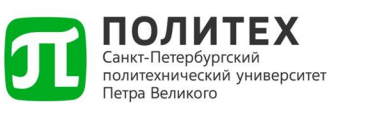 ПОЛИТЕХ
Санкт-Петербургский
политехнический университет
Петра Великого